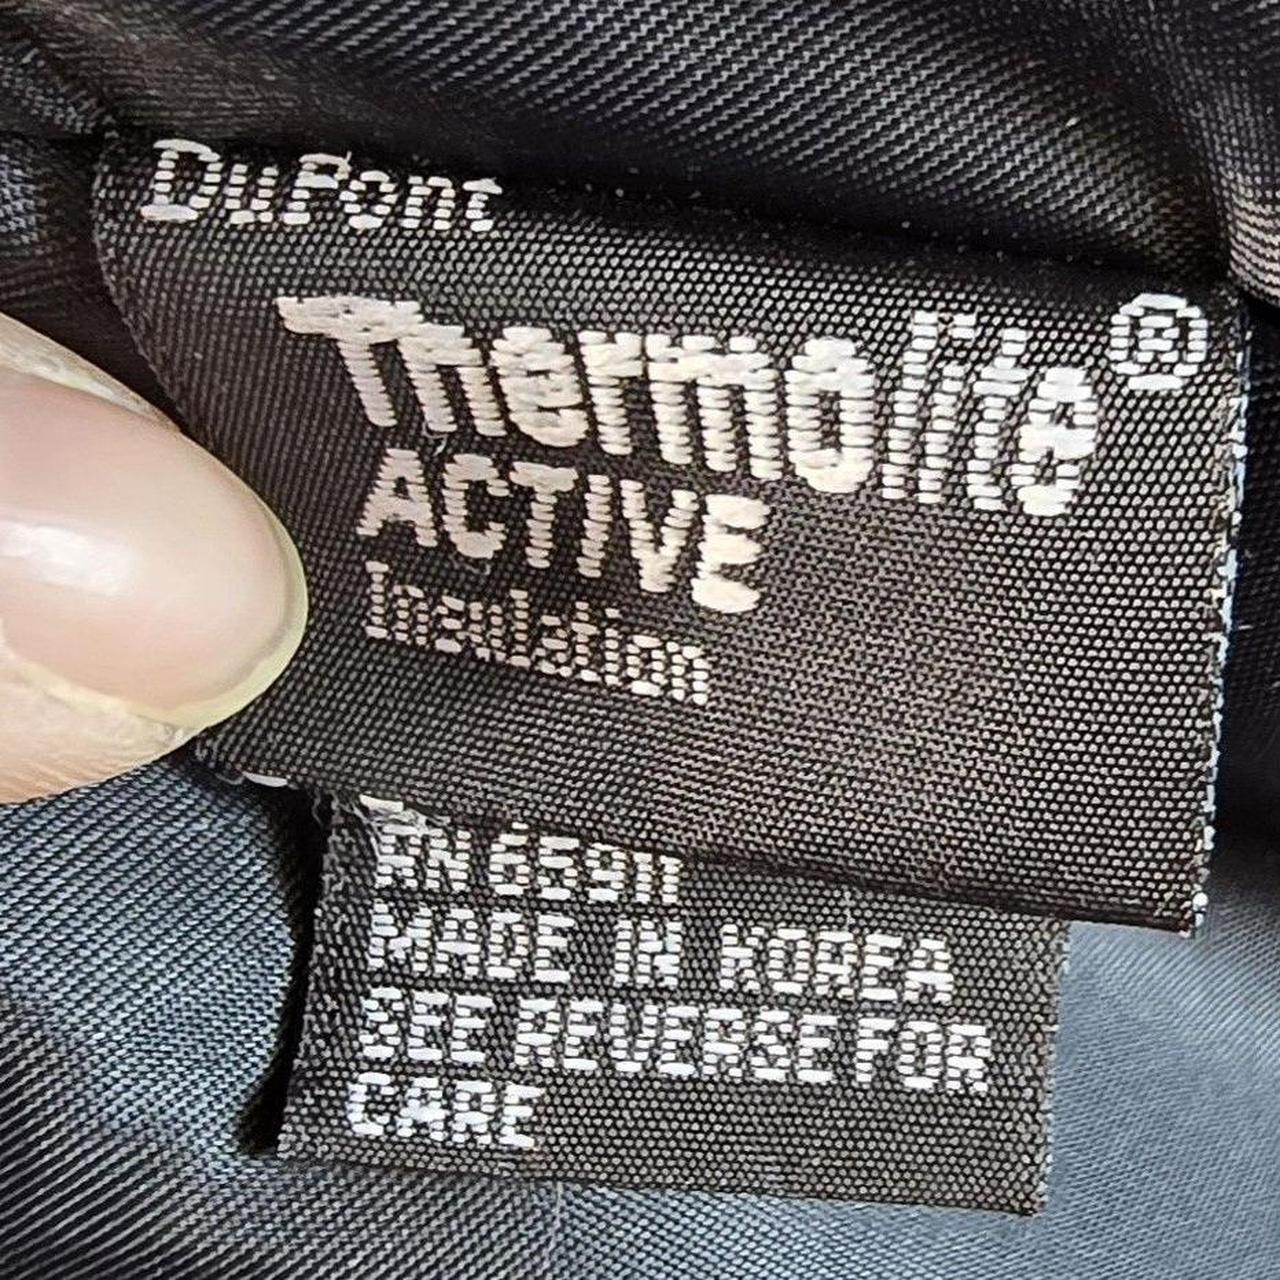 DuPont
Thermolite®
ACTIVE
Insulation
RN 65911
MADE IN KOREA
SEE REVERSE FOR
CARE